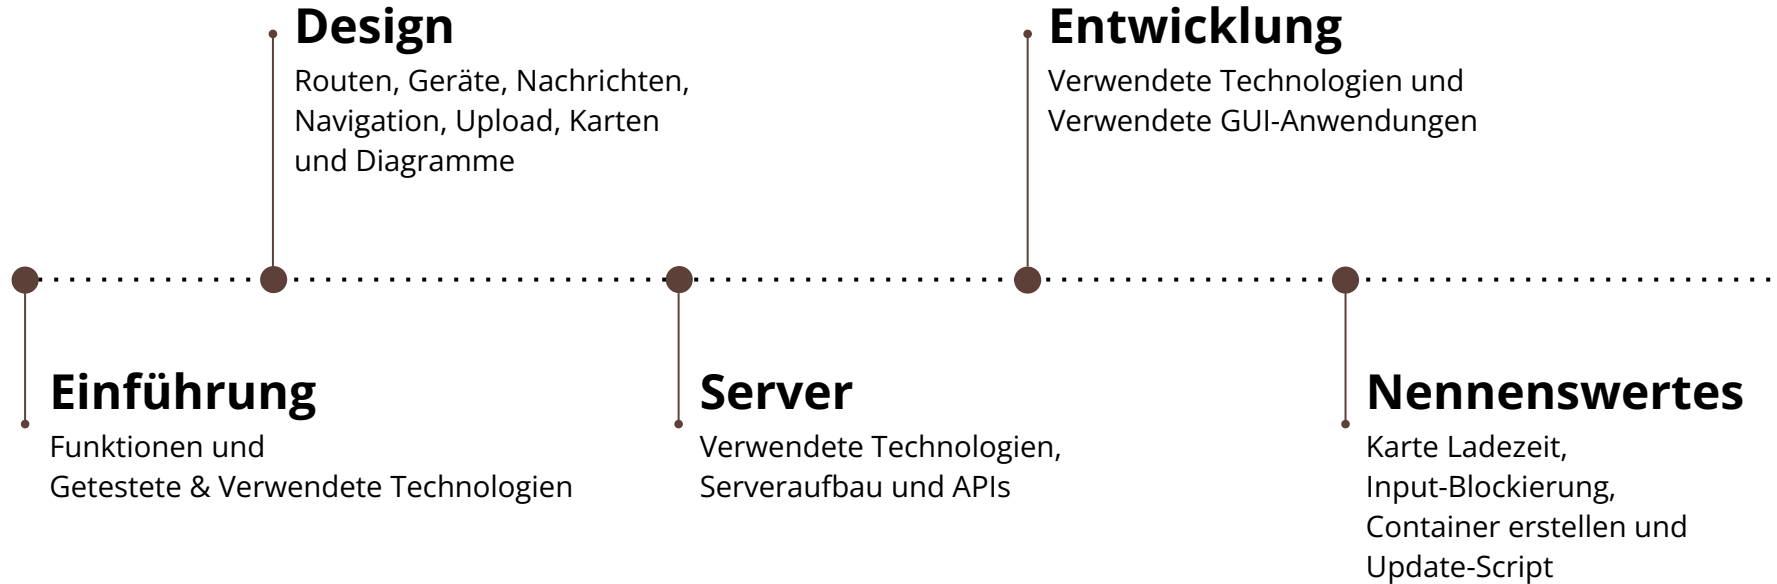 Design
Routen, Geräte, Nachrichten,
Navigation, Upload, Karten
und Diagramme
Entwicklung
Verwendete Technologien und
Verwendete GUI-Anwendungen
Einführung
Funktionen und
Getestete & Verwendete Technologien
Server
Verwendete Technologien,
Serveraufbau und APIs
Nennenswertes
Karte Ladezeit,
Input-Blockierung,
Container erstellen und
Update-Script